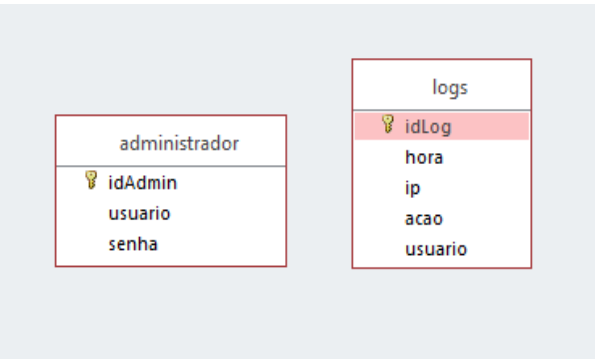 administrador
idAdmin
usuario
senha
logs
idLog
hora
ip
acao
usuario